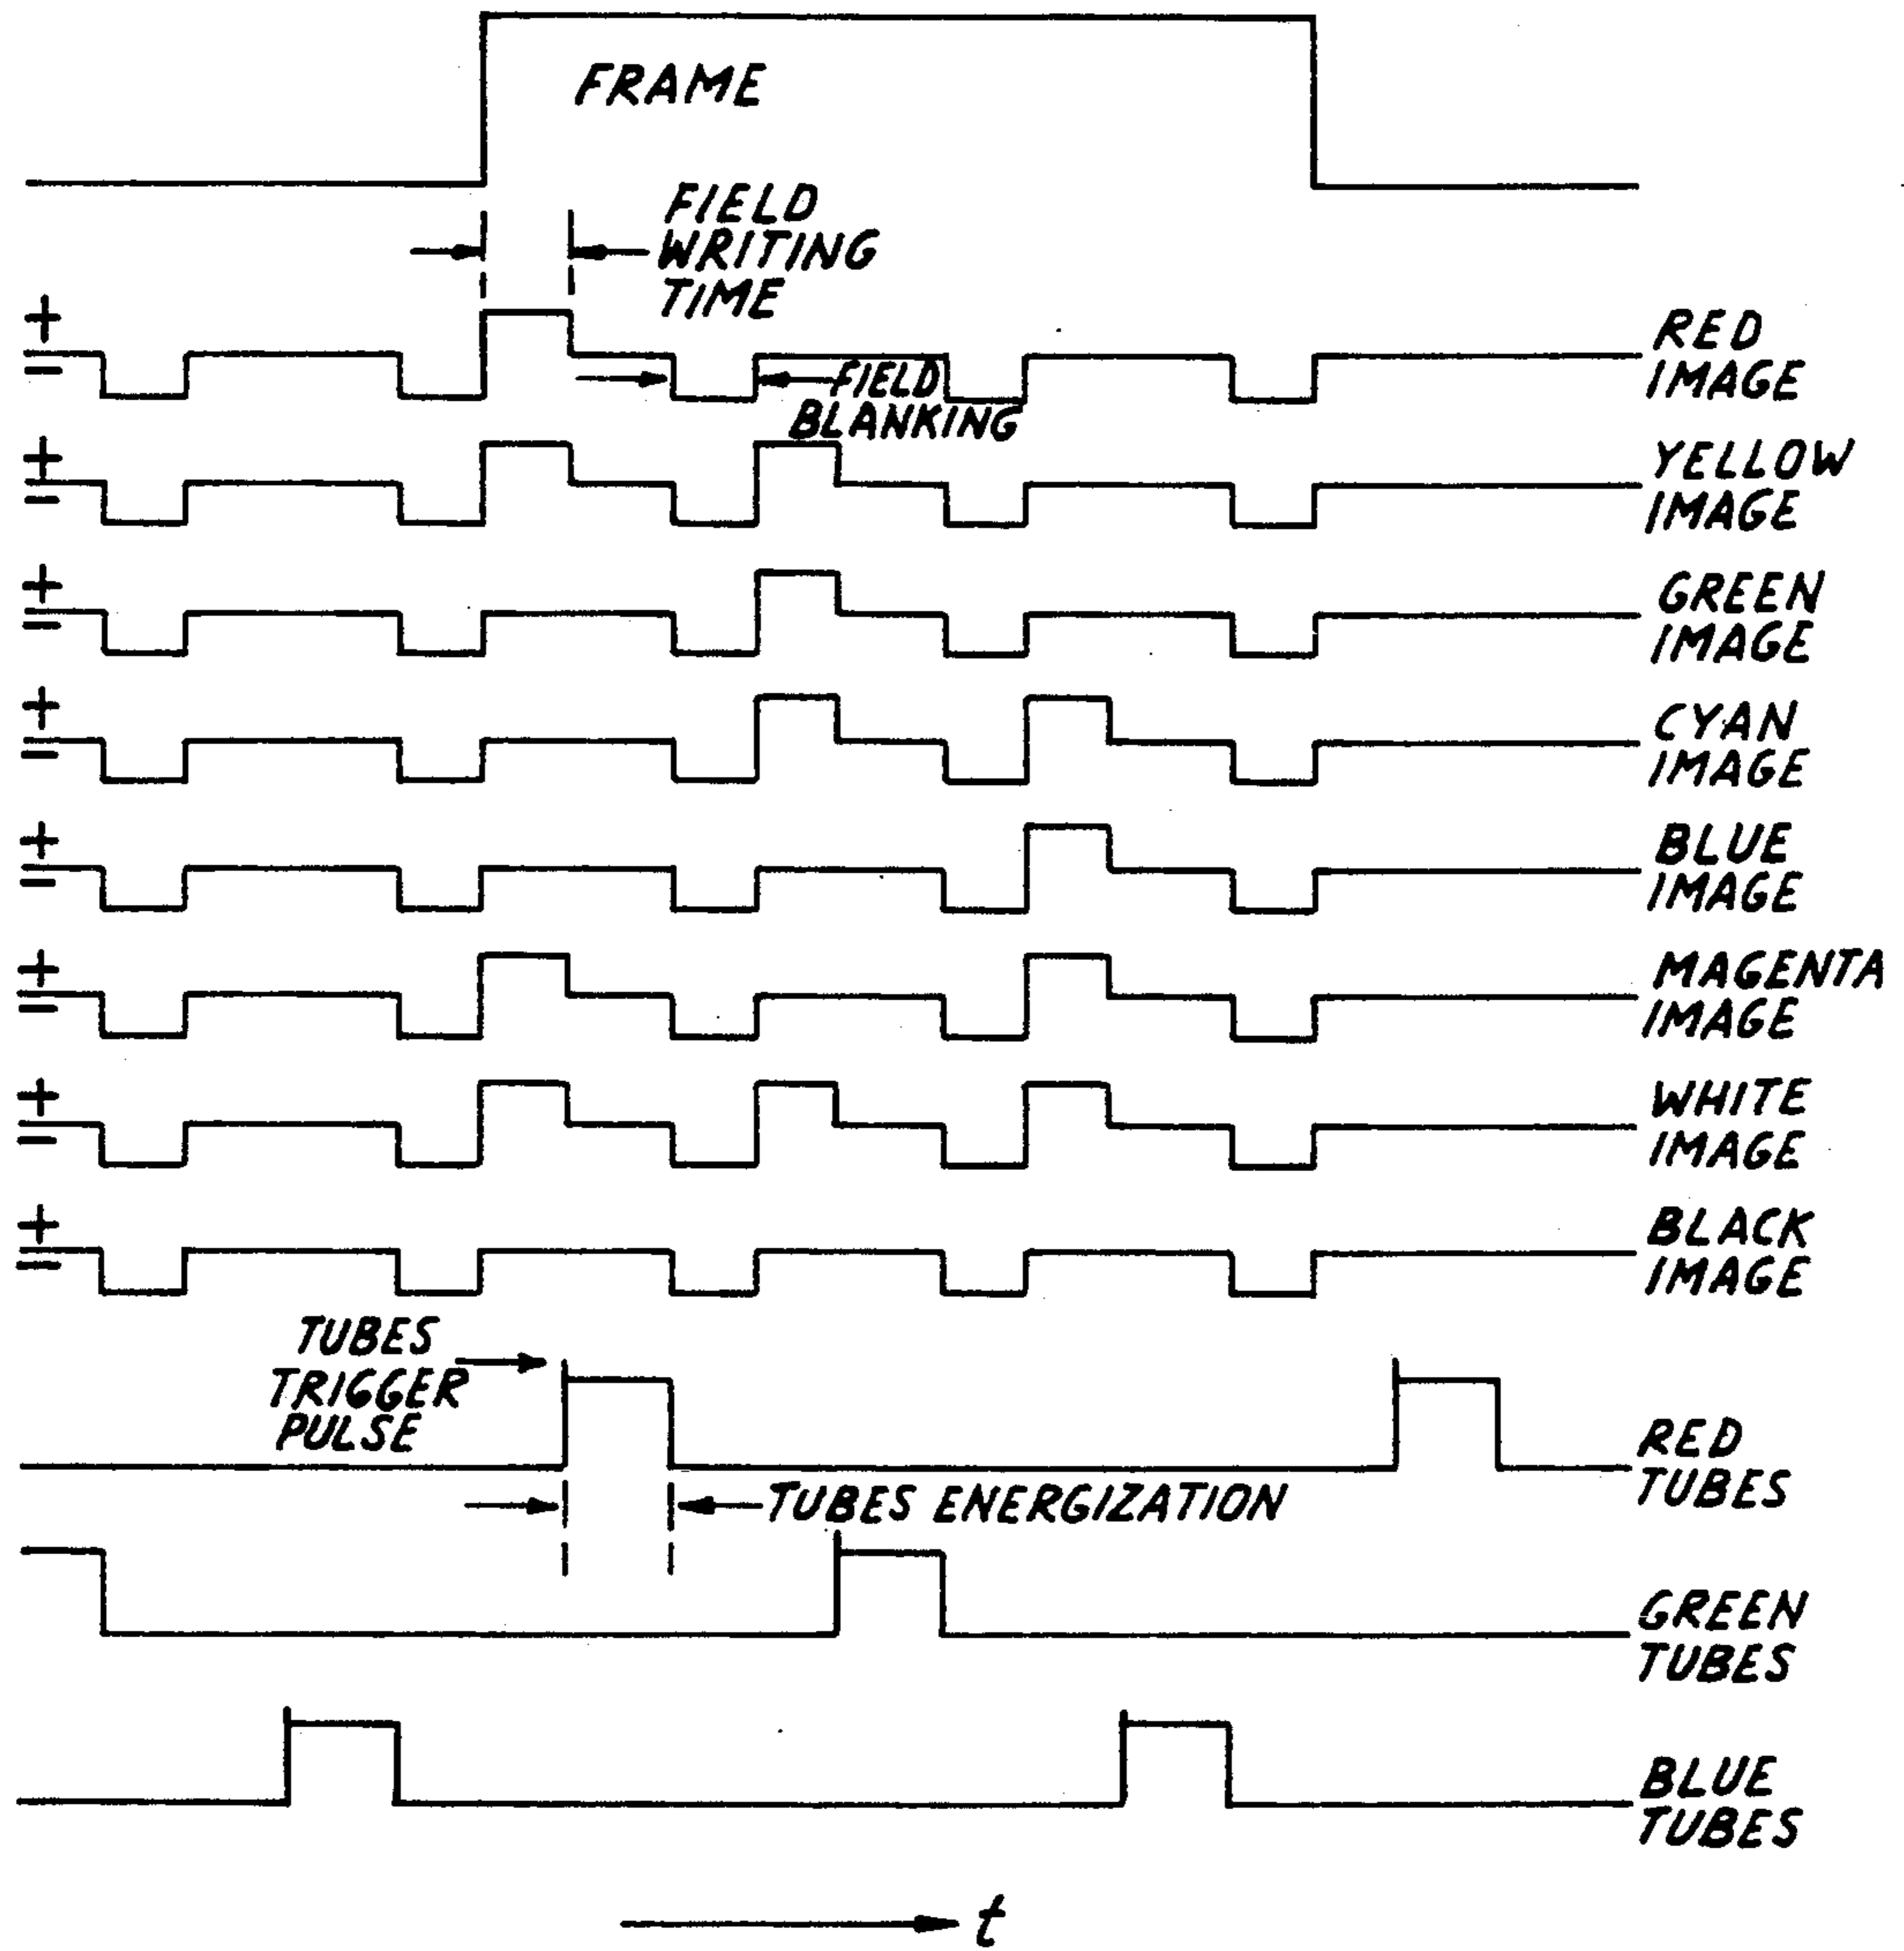 FRAME
FIELD
WRITING
TIME
+
−
RED
IMAGE
FIELD
BLANKING
+
−
YELLOW
IMAGE
+
−
GREEN
IMAGE
+
−
CYAN
IMAGE
+
−
BLUE
IMAGE
+
−
MAGENTA
IMAGE
+
−
WHITE
IMAGE
+
−
BLACK
IMAGE
TUBES
TRIGGER
PULSE
RED
TUBES
TUBES ENERGIZATION
GREEN
TUBES
BLUE
TUBES
t